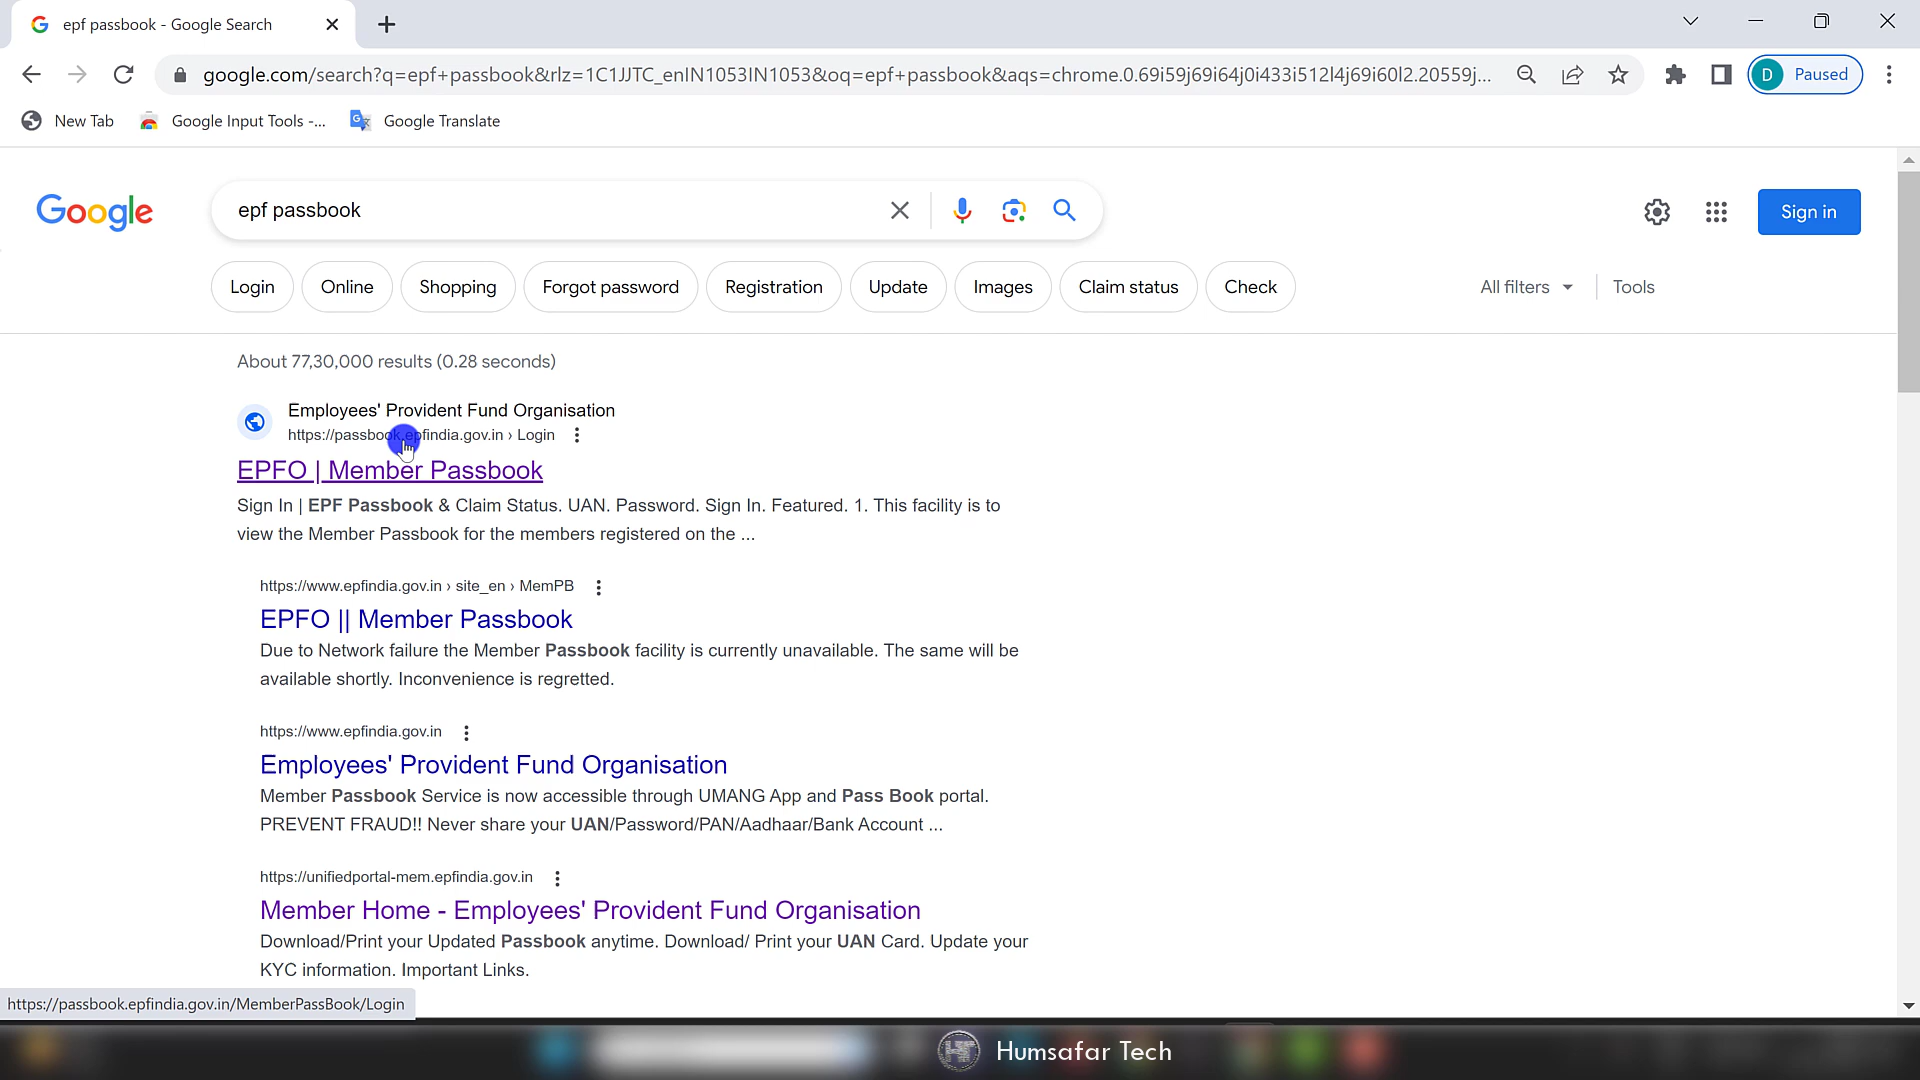 epf passbook - Google Search
google.com/search?q=epf+passbook&rlz=1C1JJTC_enIN1053IN1053&oq=epf+passbook&aqs=chrome.0.69i59j69i64j0i433i512l4j69i60l2.20559j...
D Paused
New Tab Google Input Tools -... Google Translate
Google
epf passbook
Sign in
Login Online Shopping Forgot password Registration Update Images Claim status Check All filters Tools
About 77,30,000 results (0.28 seconds)
Employees' Provident Fund Organisation
https://passbook.epfindia.gov.in › Login
EPFO | Member Passbook
Sign In | EPF Passbook & Claim Status. UAN. Password. Sign In. Featured. 1. This facility is to
view the Member Passbook for the members registered on the ...
https://www.epfindia.gov.in › site_en › MemPB
EPFO || Member Passbook
Due to Network failure the Member Passbook facility is currently unavailable. The same will be
available shortly. Inconvenience is regretted.
https://www.epfindia.gov.in
Employees' Provident Fund Organisation
Member Passbook Service is now accessible through UMANG App and Pass Book portal.
PREVENT FRAUD!! Never share your UAN/Password/PAN/Aadhaar/Bank Account ...
https://unifiedportal-mem.epfindia.gov.in
Member Home - Employees' Provident Fund Organisation
Download/Print your Updated Passbook anytime. Download/ Print your UAN Card. Update your
KYC information. Important Links.
https://passbook.epfindia.gov.in/MemberPassBook/Login
HT Humsafar Tech